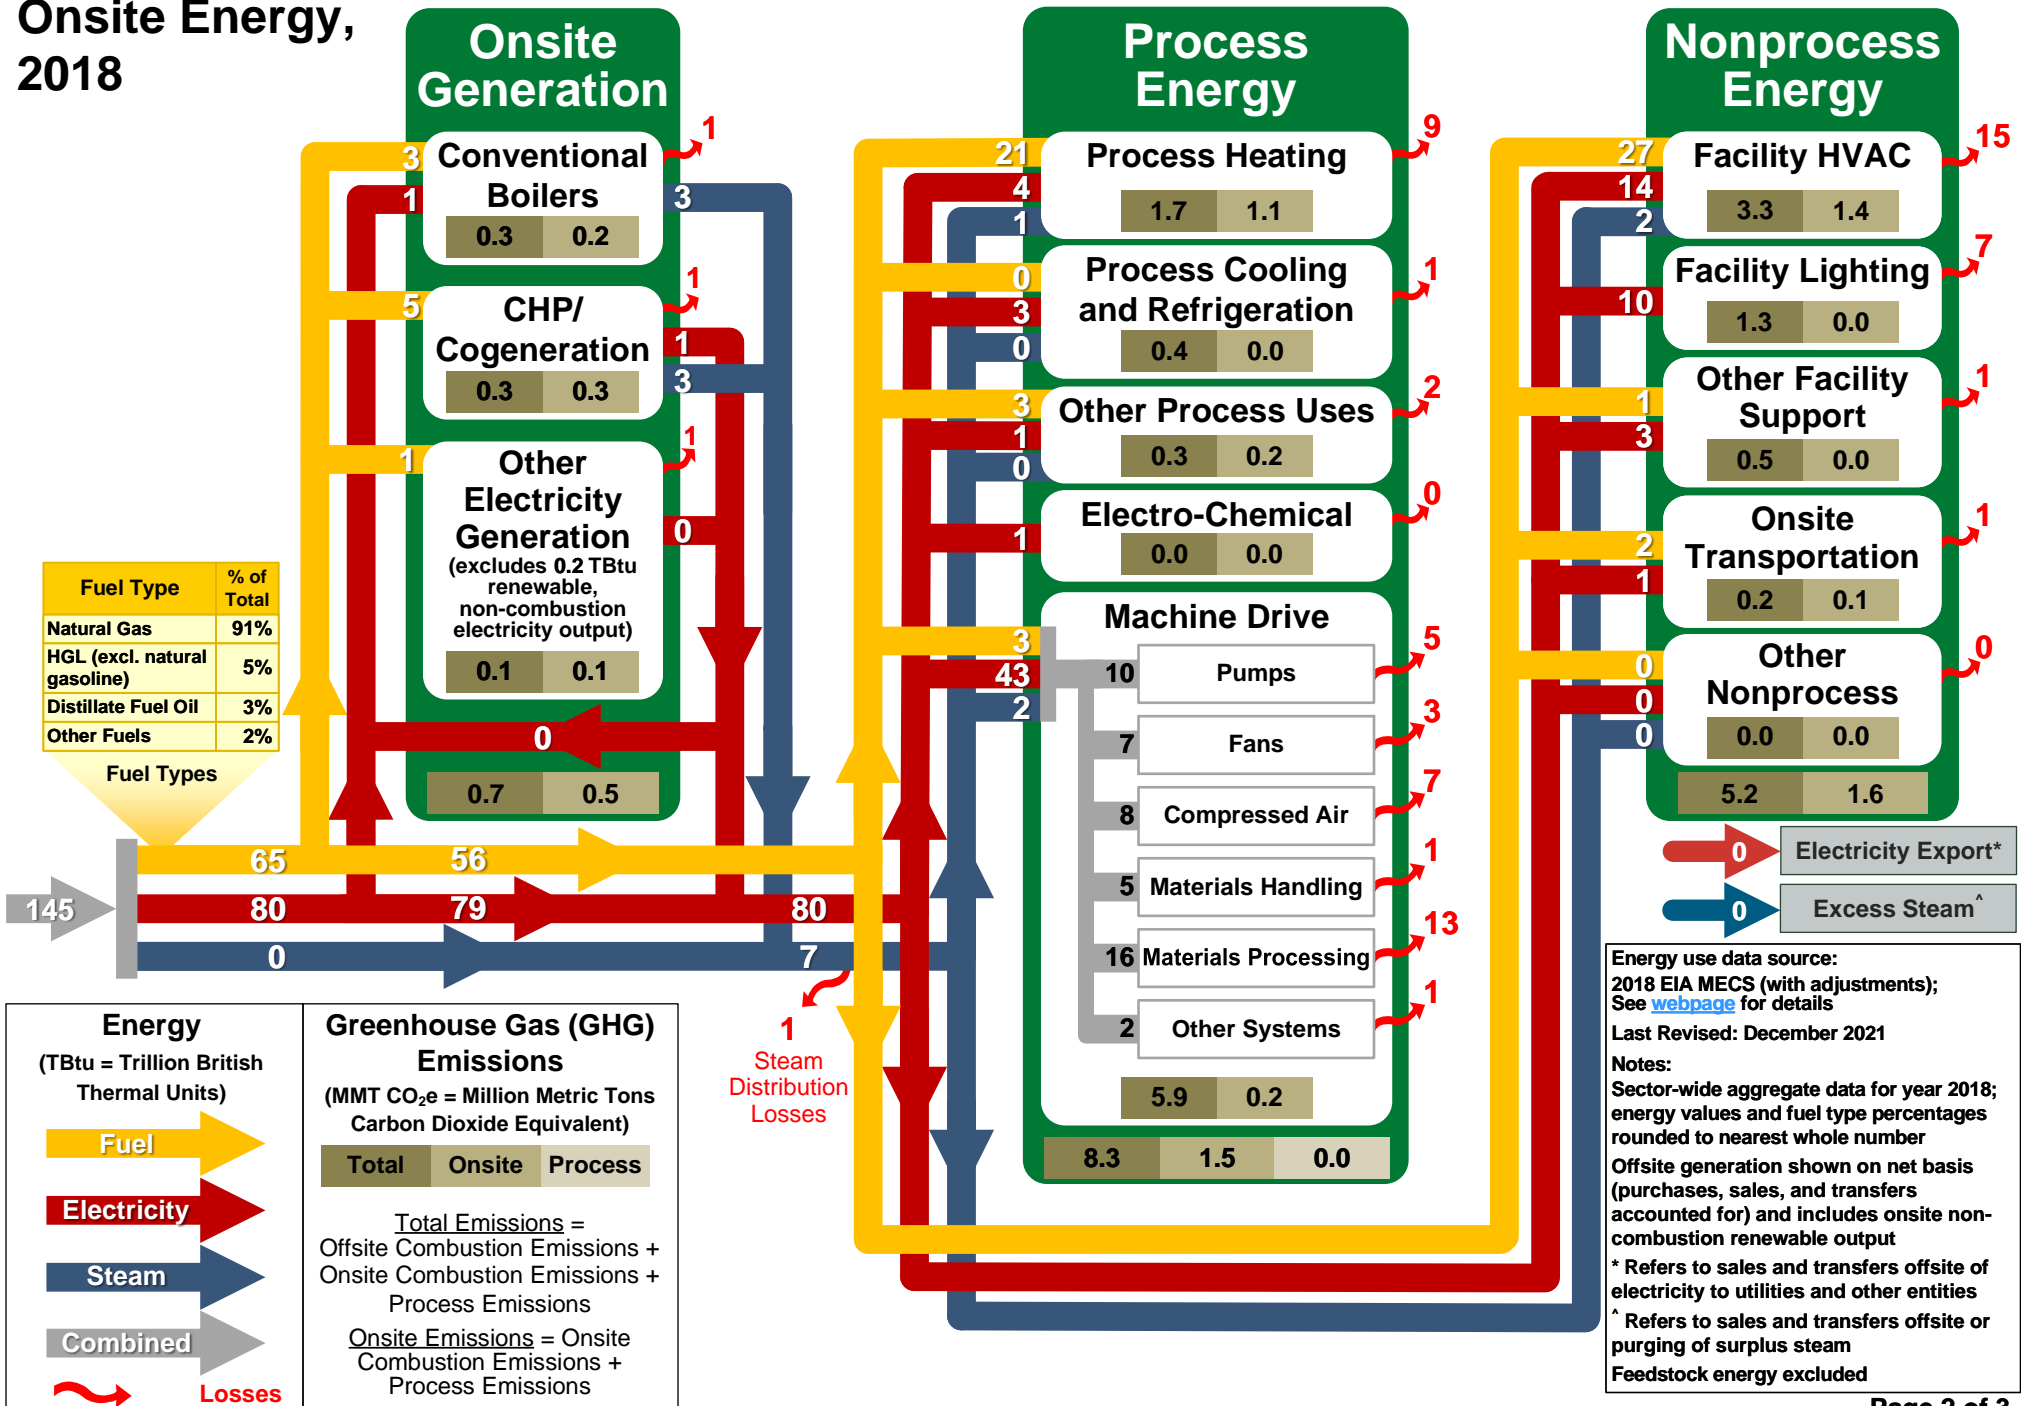 Onsite Energy,
2018
Onsite
Generation
Conventional
Boilers
0.3 0.2
3
1
1
3
CHP/
Cogeneration
0.3 0.3
5
1
1
3
Other
Electricity
Generation
(excludes 0.2 TBtu
renewable,
non-combustion
electricity output)
0.1 0.1
1
1
0
0
0.7 0.5
Fuel Type % of Total
Natural Gas 91%
HGL (excl. natural gasoline) 5%
Distillate Fuel Oil 3%
Other Fuels 2%
Fuel Types
145
65 56
80 79 80
0 7
1
Steam
Distribution
Losses
Process
Energy
Process Heating
1.7 1.1
21
4
1
9
Process Cooling
and Refrigeration
0.4 0.0
0
3
0
1
Other Process Uses
0.3 0.2
3
1
0
2
Electro-Chemical
0.0 0.0
1
0
Machine Drive
3
43
2
10 Pumps 5
7 Fans 3
8 Compressed Air 7
5 Materials Handling 1
16 Materials Processing 13
2 Other Systems 1
5.9 0.2
8.3 1.5 0.0
Nonprocess
Energy
Facility HVAC
3.3 1.4
27
14
2
15
Facility Lighting
1.3 0.0
10
7
Other Facility
Support
0.5 0.0
1
3
1
Onsite
Transportation
0.2 0.1
2
1
1
Other
Nonprocess
0.0 0.0
0
0
0
0
5.2 1.6
0 Electricity Export*
0 Excess Steam^
Energy
(TBtu = Trillion British
Thermal Units)
Fuel
Electricity
Steam
Combined
Losses
Greenhouse Gas (GHG)
Emissions
(MMT CO₂e = Million Metric Tons
Carbon Dioxide Equivalent)
Total Onsite Process
Total Emissions =
Offsite Combustion Emissions +
Onsite Combustion Emissions +
Process Emissions
Onsite Emissions = Onsite
Combustion Emissions +
Process Emissions
Energy use data source:
2018 EIA MECS (with adjustments);
See webpage for details
Last Revised: December 2021
Notes:
Sector-wide aggregate data for year 2018;
energy values and fuel type percentages
rounded to nearest whole number
Offsite generation shown on net basis
(purchases, sales, and transfers
accounted for) and includes onsite non-
combustion renewable output
* Refers to sales and transfers offsite of
electricity to utilities and other entities
^ Refers to sales and transfers offsite or
purging of surplus steam
Feedstock energy excluded
Page 2 of 3